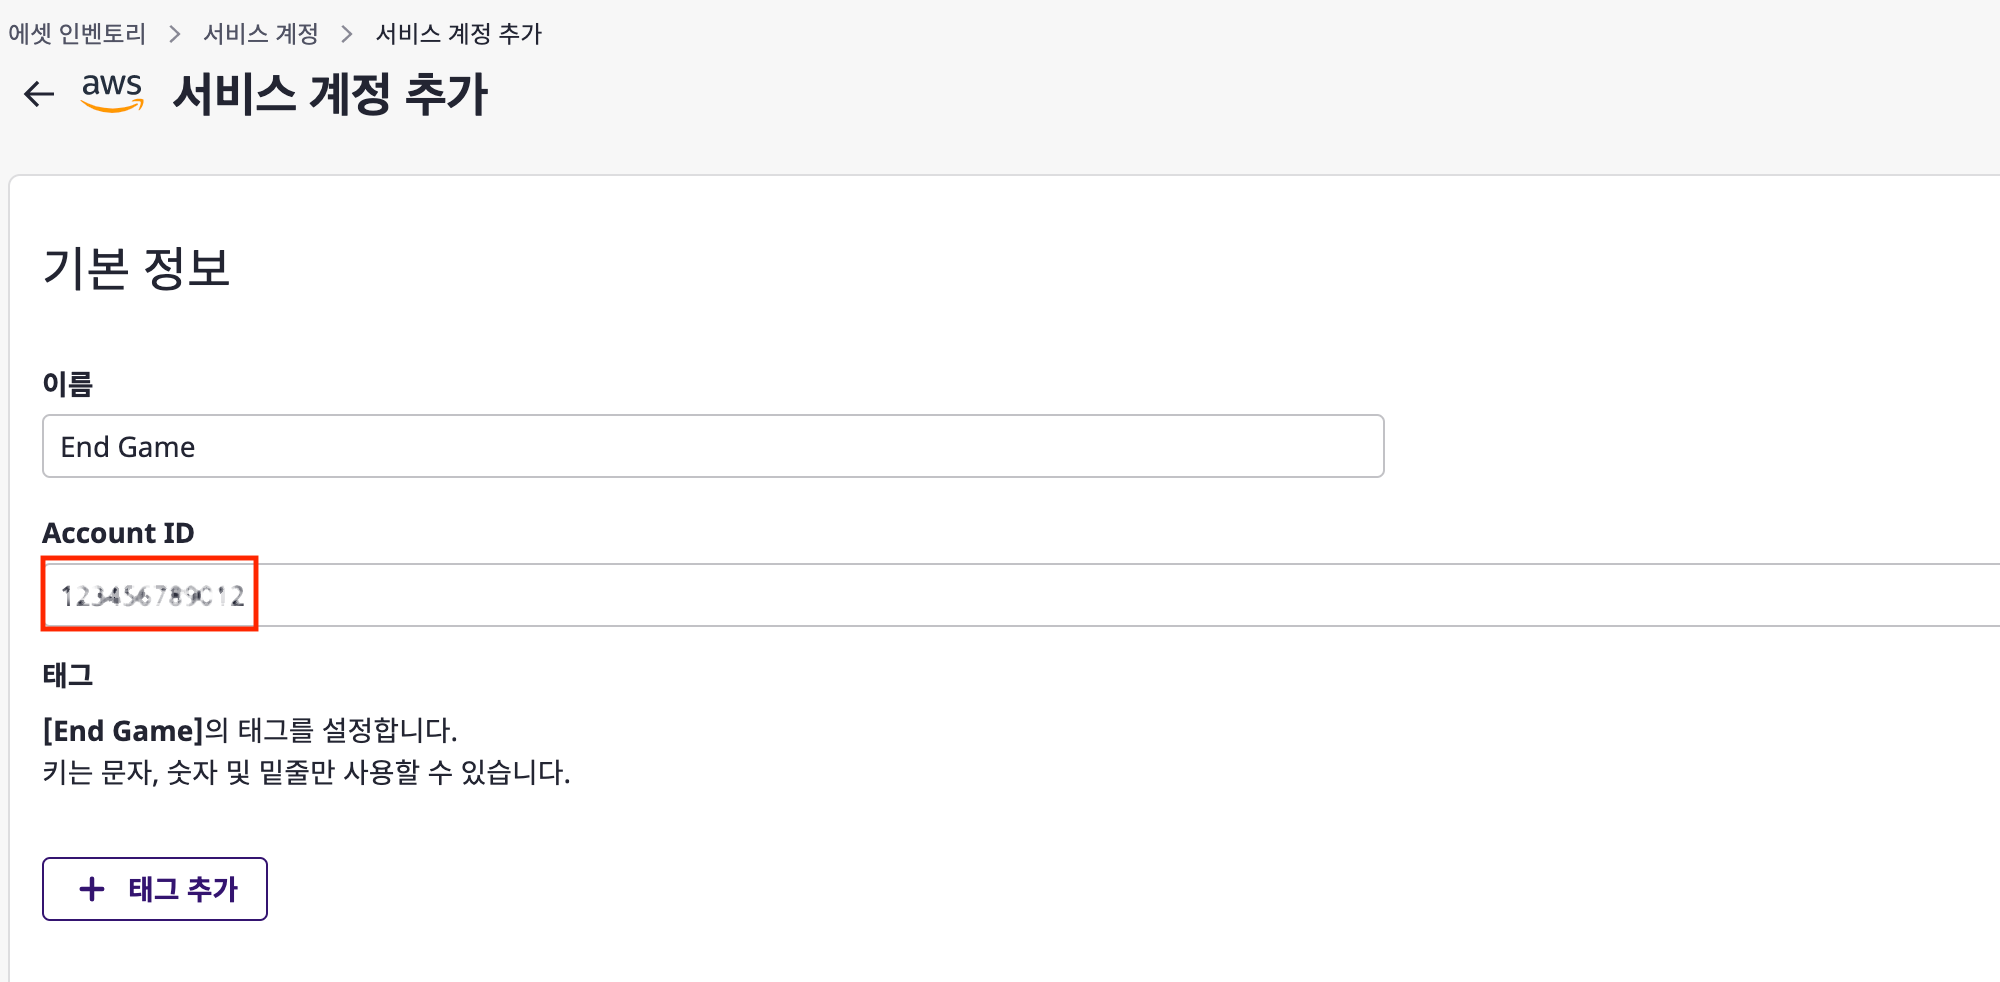 에셋 인벤토리 > 서비스 계정 > 서비스 계정 추가
aws 서비스 계정 추가
기본 정보
이름
End Game
Account ID
123456789012
태그
[End Game]의 태그를 설정합니다.
키는 문자, 숫자 및 밑줄만 사용할 수 있습니다.
+ 태그 추가